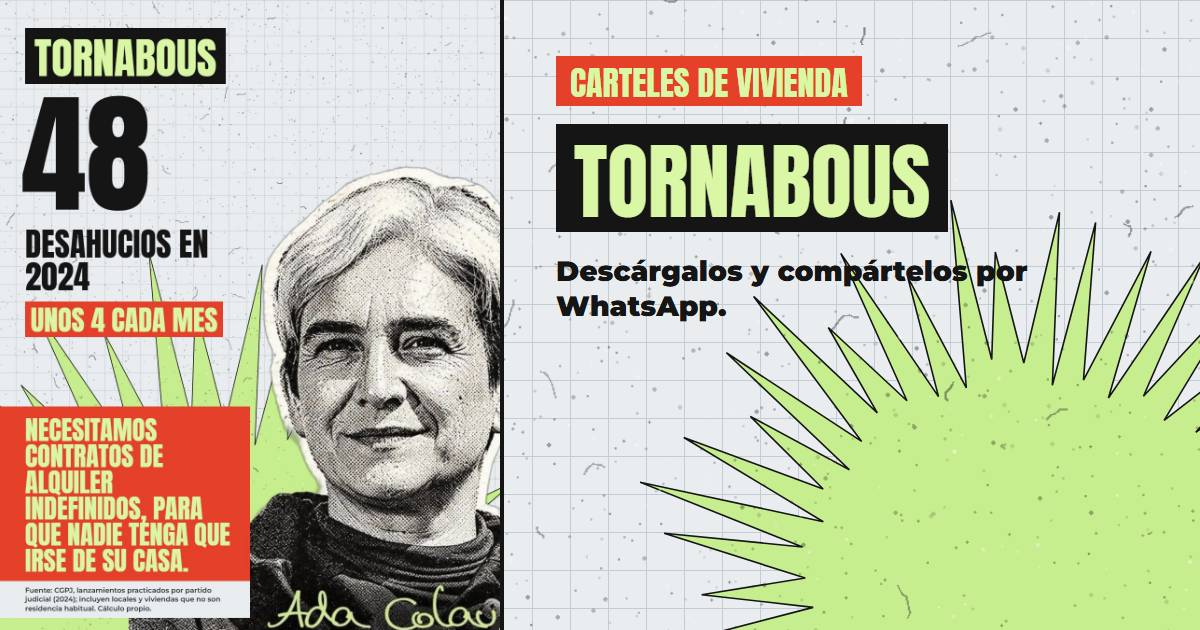 TORNABOUS
48
DESAHUCIOS EN
2024
UNOS 4 CADA MES
NECESITAMOS
CONTRATOS DE
ALQUILER
INDEFINIDOS, PARA
QUE NADIE TENGA QUE
IRSE DE SU CASA.
Fuente: CGPJ, lanzamientos practicados por partido
judicial (2024); incluyen locales y viviendas que no son
residencia habitual. Cálculo propio.
Ada Colau
CARTELES DE VIVIENDA
TORNABOUS
Descárgalos y compártelos por
WhatsApp.